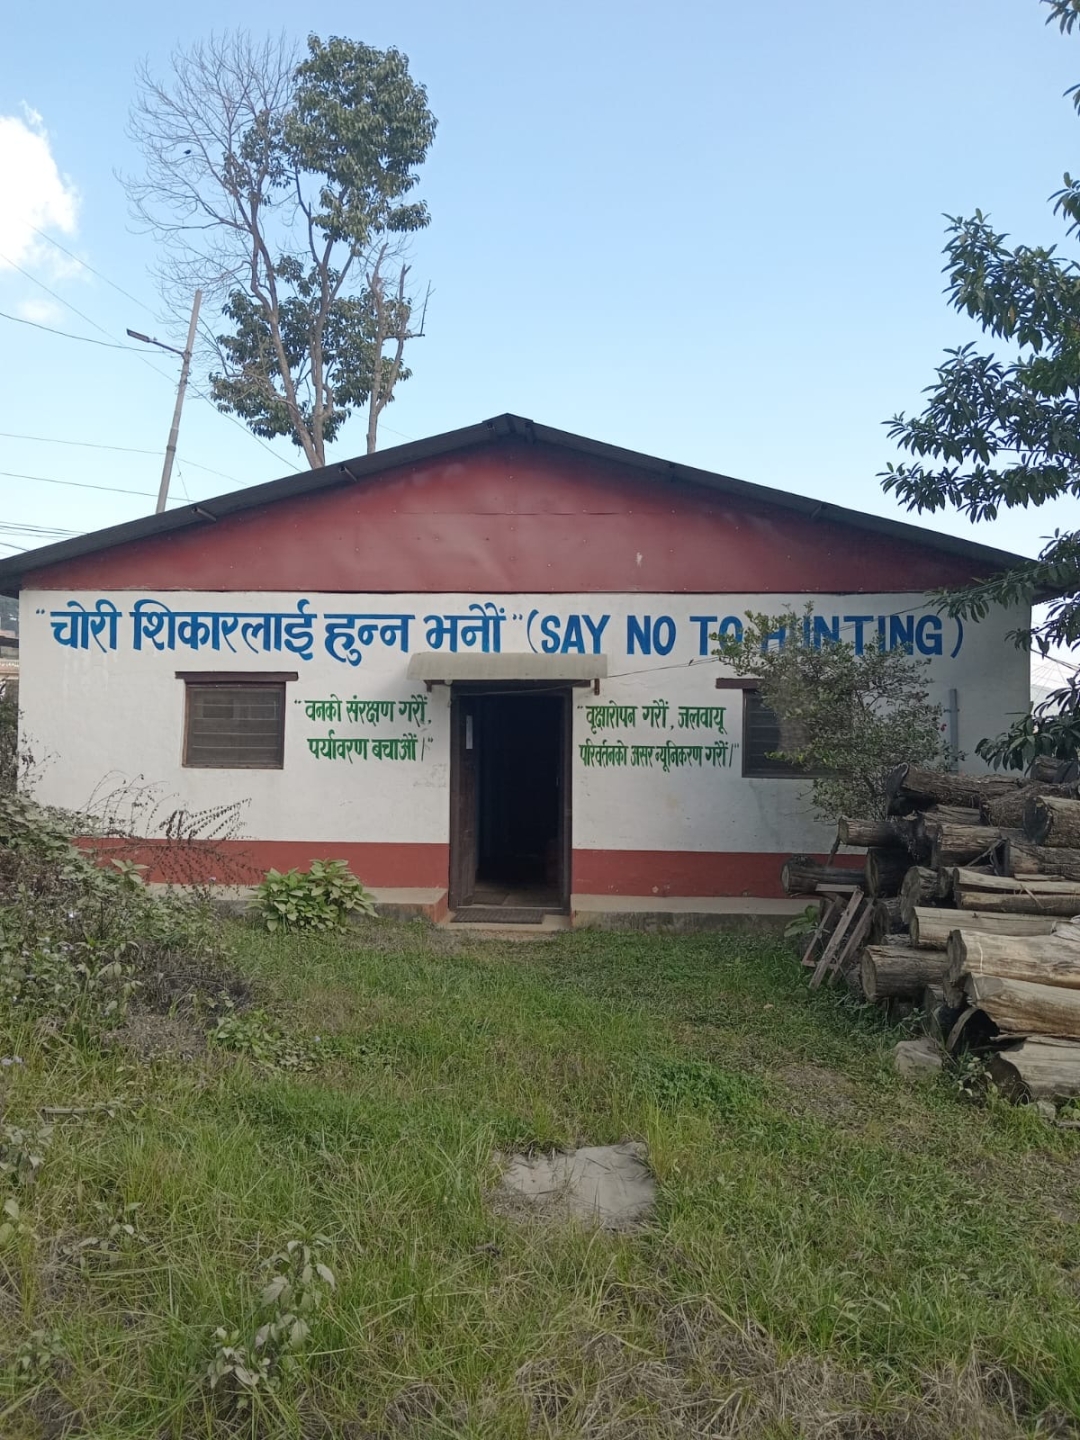 "चोरी शिकारलाई हुन्न भनौं" (SAY NO TO HUNTING)
"वनको संरक्षण गरौं,
पर्यावरण बचाऔं।"
"वृक्षारोपन गरौं, जलवायू
परिवर्तनको असर न्यूनिकरण गरौं।"